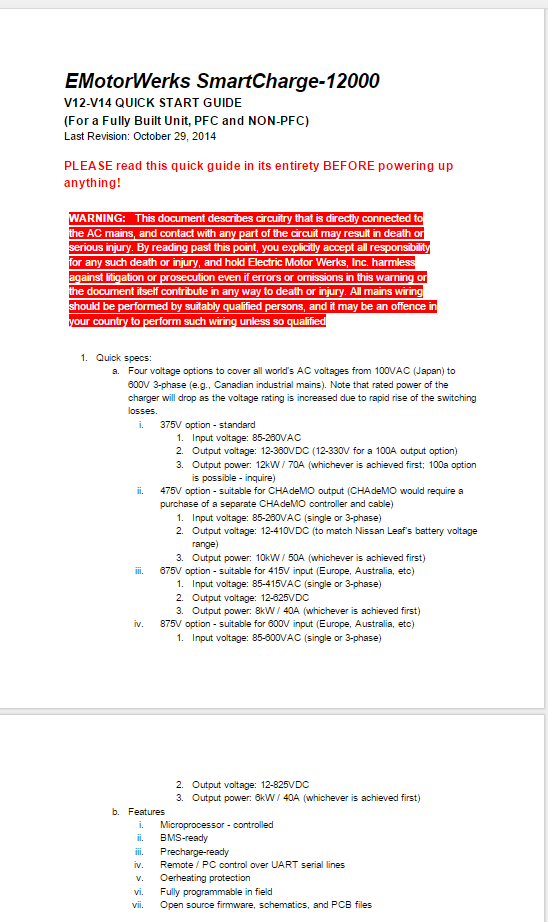 EMotorWerks SmartCharge-12000
V12-V14 QUICK START GUIDE
(For a Fully Built Unit, PFC and NON-PFC)
Last Revision: October 29, 2014
PLEASE read this quick guide in its entirety BEFORE powering up
anything!
WARNING: This document describes circuitry that is directly connected to
the AC mains, and contact with any part of the circuit may result in death or
serious injury. By reading past this point, you explicitly accept all responsibility
for any such death or injury, and hold Electric Motor Werks, Inc. harmless
against litigation or prosecution even if errors or omissions in this warning or
the document itself contribute in any way to death or injury. All mains wiring
should be performed by suitably qualified persons, and it may be an offence in
your country to perform such wiring unless so qualified
1. Quick specs:
a. Four voltage options to cover all world's AC voltages from 100VAC (Japan) to
600V 3-phase (e.g., Canadian industrial mains). Note that rated power of the
charger will drop as the voltage rating is increased due to rapid rise of the switching
losses.
i. 375V option - standard
1. Input voltage: 85-260VAC
2. Output voltage: 12-360VDC (12-330V for a 100A output option)
3. Output power: 12kW / 70A (whichever is achieved first; 100a option
is possible - inquire)
ii. 475V option - suitable for CHAdeMO output (CHAdeMO would require a
purchase of a separate CHAdeMO controller and cable)
1. Input voltage: 85-260VAC (single or 3-phase)
2. Output voltage: 12-410VDC (to match Nissan Leaf's battery voltage
range)
3. Output power: 10kW / 50A (whichever is achieved first)
iii. 675V option - suitable for 415V input (Europe, Australia, etc)
1. Input voltage: 85-415VAC (single or 3-phase)
2. Output voltage: 12-625VDC
3. Output power: 8kW / 40A (whichever is achieved first)
iv. 875V option - suitable for 600V input (Europe, Australia, etc)
1. Input voltage: 85-600VAC (single or 3-phase)
2. Output voltage: 12-825VDC
3. Output power: 6kW / 40A (whichever is achieved first)
b. Features
i. Microprocessor - controlled
ii. BMS-ready
iii. Precharge-ready
iv. Remote / PC control over UART serial lines
v. Oerheating protection
vi. Fully programmable in field
vii. Open source firmware, schematics, and PCB files